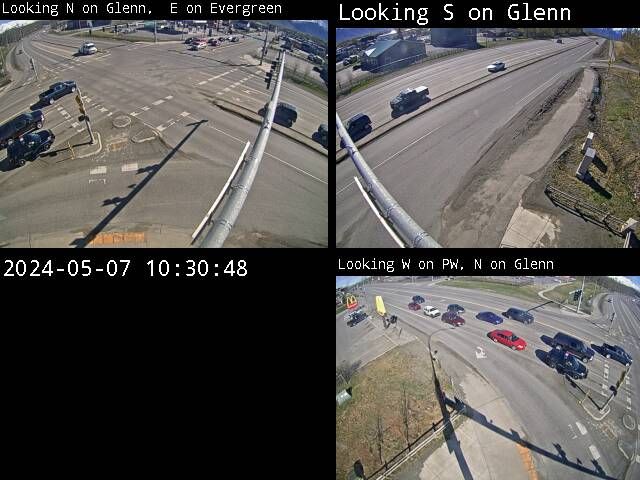 Looking N on Glenn,  E on Evergreen
Looking S on Glenn
2024-05-07 10:30:48
Looking W on PW, N on Glenn